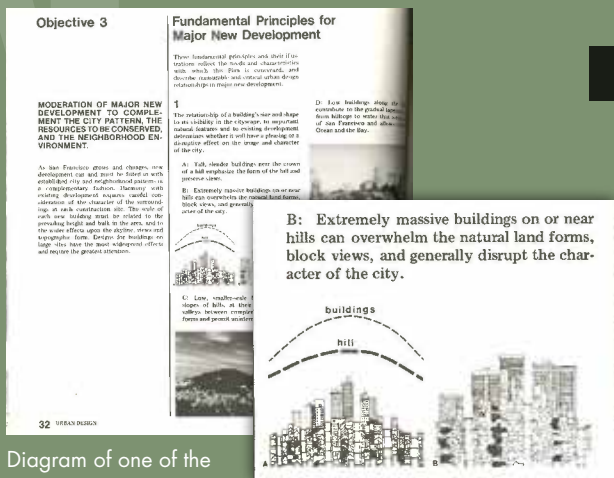 Objective 3
Fundamental Principles for
Major New Development
These fundamental principles and their illus-
trations reflect the needs and characteristics
with which the Plan is concerned, and
describe measurable and critical urban design
relationships in major new development.
MODERATION OF MAJOR NEW
DEVELOPMENT TO COMPLE-
MENT THE CITY PATTERN, THE
RESOURCES TO BE CONSERVED,
AND THE NEIGHBORHOOD EN-
VIRONMENT.
As San Francisco grows and changes, new
development can and must be fitted in with
established city and neighborhood patterns in
a complementary fashion. Harmony with
existing development requires careful con-
sideration of the character of the surround-
ings at each construction site. The scale of
each new building must be related to the
prevailing height and bulk in the area, and to
the wider effects upon the skyline, views and
topographic form. Designs for buildings on
large sites have the most widespread effects
and require the greatest attention.
1
The relationship of a building's size and shape
to its visibility in the cityscape, to important
natural features and to existing development
determines whether it will have a pleasing or a
disruptive effect on the image and character
of the city.
A: Tall, slender buildings near the crown
of a hill emphasize the form of the hill and
preserve views.
B: Extremely massive buildings on or near
hills can overwhelm the natural land forms,
block views, and generally
acter of the city.
C: Low, smaller-scale
slopes of hills, at their
valleys between
forms and permit
D: Low buildings along the
contribute to the gradual
from hilltops to water that
of San Francisco and allows
Ocean and the Bay.
32 URBAN DESIGN
B: Extremely massive buildings on or near
hills can overwhelm the natural land forms,
block views, and generally disrupt the char-
acter of the city.
buildings
hill
A
B
Diagram of one of the